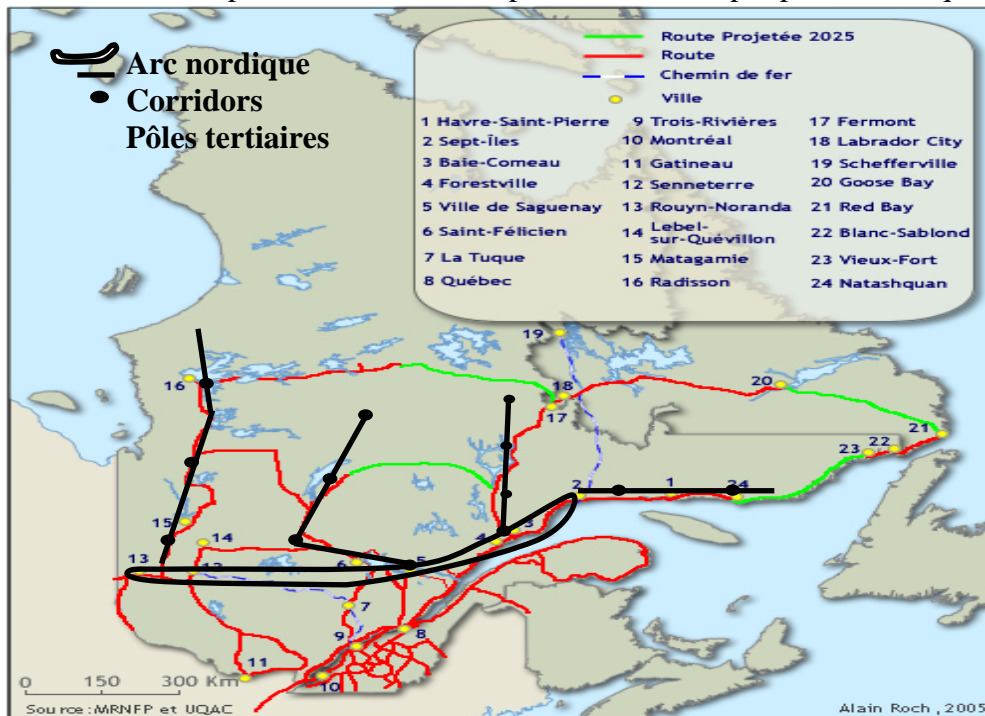 Arc nordique
Corridors
Pôles tertiaires
Route Projetée 2025
Route
Chemin de fer
Ville
1 Havre-Saint-Pierre
2 Sept-Îles
3 Baie-Comeau
4 Forestville
5 Ville de Saguenay
6 Saint-Félicien
7 La Tuque
8 Québec
9 Trois-Rivières
10 Montréal
11 Gatineau
12 Senneterre
13 Rouyn-Noranda
14 Lebel-
sur-Quévillon
15 Matagamie
16 Radisson
17 Fermont
18 Labrador City
19 Schefferville
20 Goose Bay
21 Red Bay
22 Blanc-Sablond
23 Vieux-Fort
24 Natashquan
19
16
18
17
20
21
22
23
2
1
24
15
14
3
4
13
12
6
5
7
8
9
11
10
0 150 300 Km
Source:MRNFP et UQAC
Alain Roch, 2005